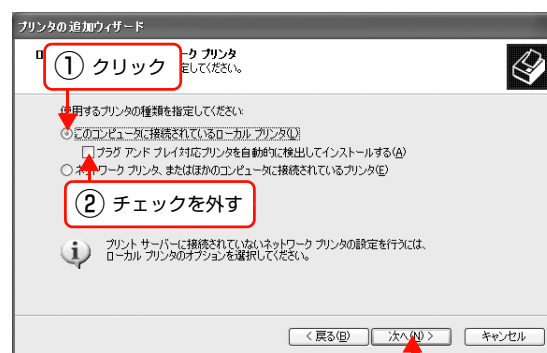 プリンタの追加ウィザード
ーク プリンタ
① クリック
定してください。
使用するプリンタの種類を指定してください:
このコンピュータに接続されているローカル プリンタ(L)
プラグ アンド プレイ対応プリンタを自動的に検出してインストールする(A)
ネットワーク プリンタ、またはほかのコンピュータに接続されているプリンタ(E)
② チェックを外す
プリント サーバーに接続されていないネットワーク プリンタの設定を行うには、
ローカル プリンタのオプションを選択してください。
< 戻る(B) 次へ(N) > キャンセル